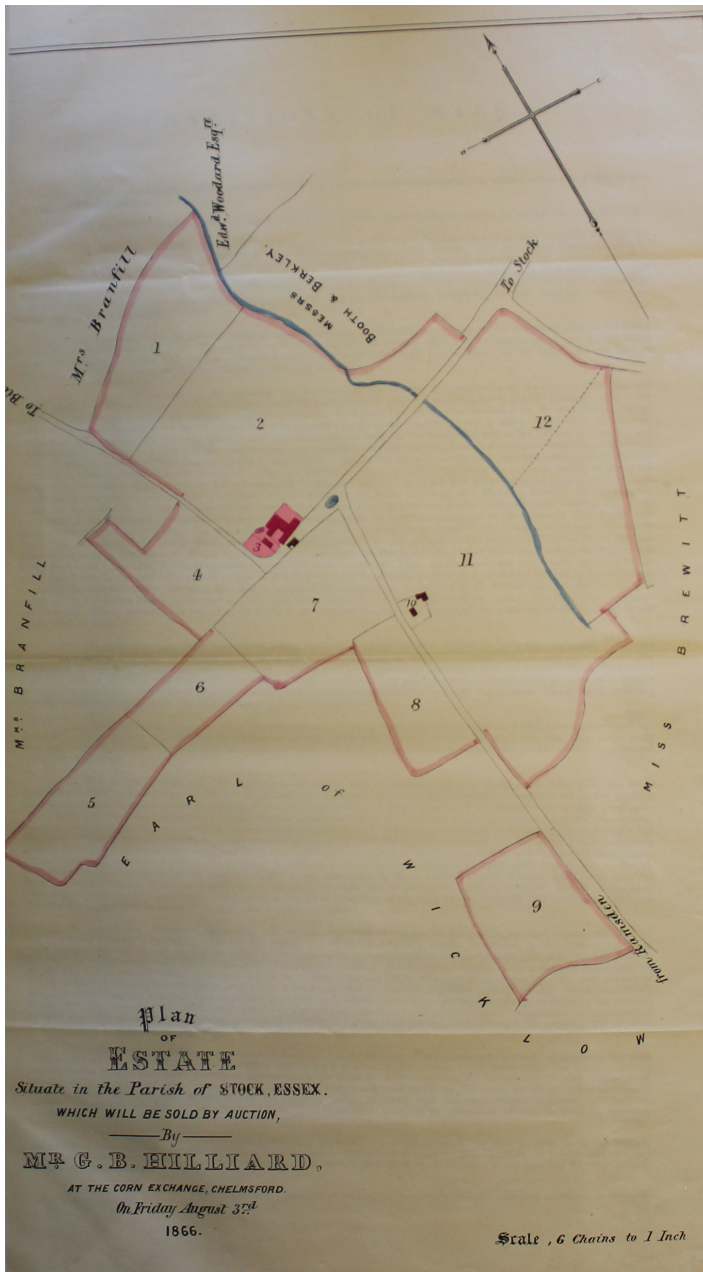 Edwd. Woodard Esqre.
Mrs Branfill
MESSRS
BOOTH & BERKLEY.
To Stock
1
2
12
3
4
7
10
11
6
8
5
9
MRS. BRANFILL
MISS BREWITT
EARL OF WICKLOW
from Ramsden
Plan
OF
ESTATE
Situate in the Parish of STOCK, ESSEX.
WHICH WILL BE SOLD BY AUCTION,
By
MR. G. B. HILLIARD,
AT THE CORN EXCHANGE, CHELMSFORD.
On Friday August 3rd.
1866.
Scale, 6 Chains to 1 Inch